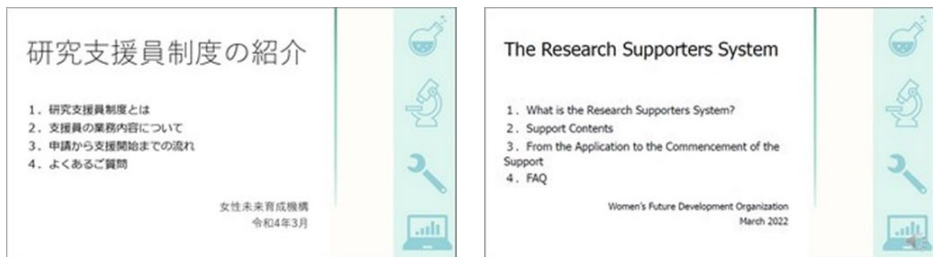 研究支援員制度の紹介
１．研究支援員制度とは
２．支援員の業務内容について
３．申請から支援開始までの流れ
４．よくあるご質問
女性未来育成機構
令和4年3月
The Research Supporters System
１．What is the Research Supporters System?
２．Support Contents
３．From the Application to the Commencement of the
Support
４．FAQ
Women's Future Development Organization
March 2022